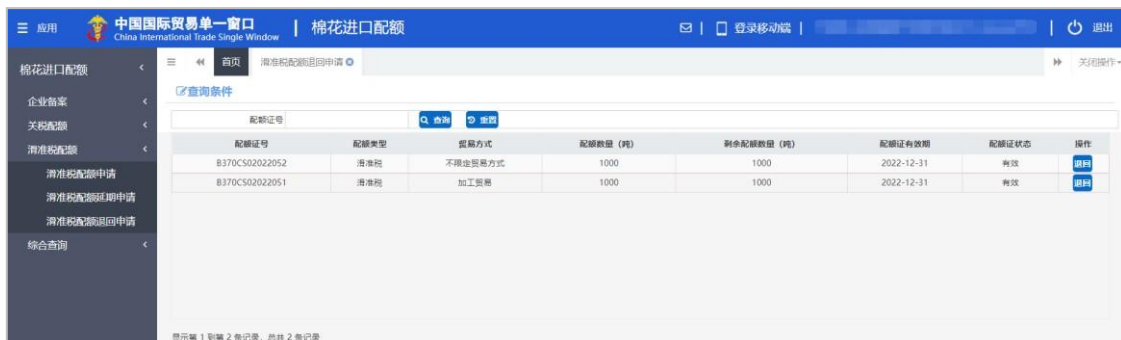 应用 中国国际贸易单一窗口 | 棉花进口配额 登录移动端 | 退出
China International Trade Single Window
棉花进口配额
企业备案
关税配额
滑准税配额
滑准税配额申请
滑准税配额延期申请
滑准税配额退回申请
综合查询
首页 滑准税配额退回申请 关闭操作
查询条件
配额证号 查询 重置
配额证号 配额类型 贸易方式 配额数量(吨) 剩余配额数量(吨) 配额证有效期 配额证状态 操作
B370CS02022052 滑准税 不限定贸易方式 1000 1000 2022-12-31 有效 退回
B370CS02022051 滑准税 加工贸易 1000 1000 2022-12-31 有效 退回
显示第 1 到第 2 条记录,总共 2 条记录